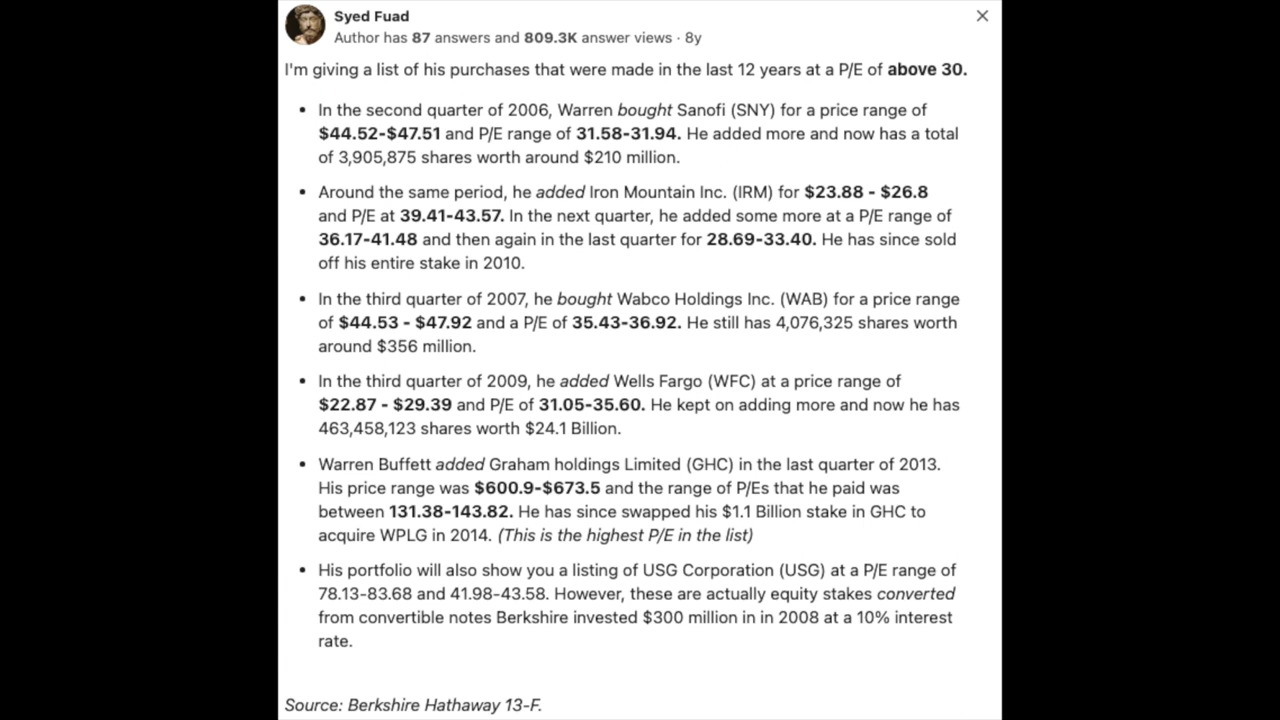 Syed Fuad
Author has 87 answers and 809.3K answer views · 8y
I'm giving a list of his purchases that were made in the last 12 years at a P/E of above 30.
• In the second quarter of 2006, Warren bought Sanofi (SNY) for a price range of
$44.52-$47.51 and P/E range of 31.58-31.94. He added more and now has a total
of 3,905,875 shares worth around $210 million.
• Around the same period, he added Iron Mountain Inc. (IRM) for $23.88 - $26.8
and P/E at 39.41-43.57. In the next quarter, he added some more at a P/E range of
36.17-41.48 and then again in the last quarter for 28.69-33.40. He has since sold
off his entire stake in 2010.
• In the third quarter of 2007, he bought Wabco Holdings Inc. (WAB) for a price range
of $44.53 - $47.92 and a P/E of 35.43-36.92. He still has 4,076,325 shares worth
around $356 million.
• In the third quarter of 2009, he added Wells Fargo (WFC) at a price range of
$22.87 - $29.39 and P/E of 31.05-35.60. He kept on adding more and now he has
463,458,123 shares worth $24.1 Billion.
• Warren Buffett added Graham holdings Limited (GHC) in the last quarter of 2013.
His price range was $600.9-$673.5 and the range of P/Es that he paid was
between 131.38-143.82. He has since swapped his $1.1 Billion stake in GHC to
acquire WPLG in 2014. (This is the highest P/E in the list)
• His portfolio will also show you a listing of USG Corporation (USG) at a P/E range of
78.13-83.68 and 41.98-43.58. However, these are actually equity stakes converted
from convertible notes Berkshire invested $300 million in in 2008 at a 10% interest
rate.
Source: Berkshire Hathaway 13-F.